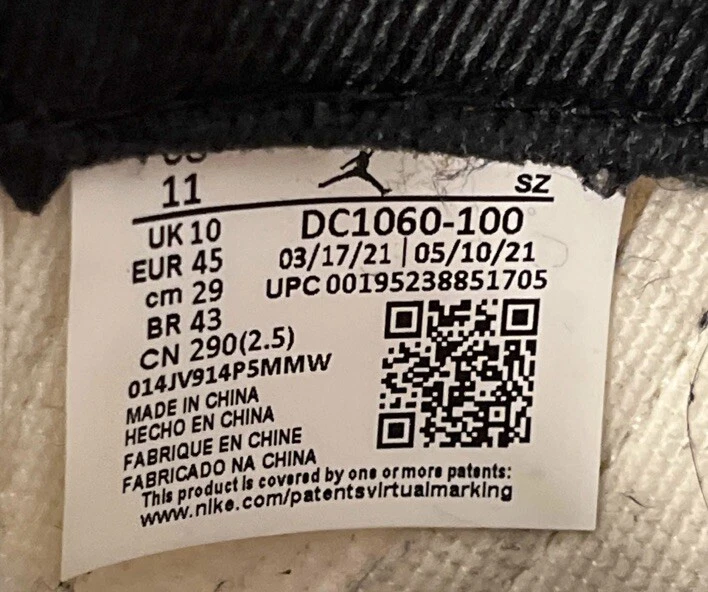 11
SZ
UK 10
DC1060-100
EUR 45
03/17/21 | 05/10/21
cm 29
UPC 00195238851705
BR 43
CN 290(2.5)
014JV914P5MMW
MADE IN CHINA
HECHO EN CHINA
FABRIQUE EN CHINE
FABRICADO NA CHINA
This product is covered by one or more patents:
www.nike.com/patentsvirtualmarking